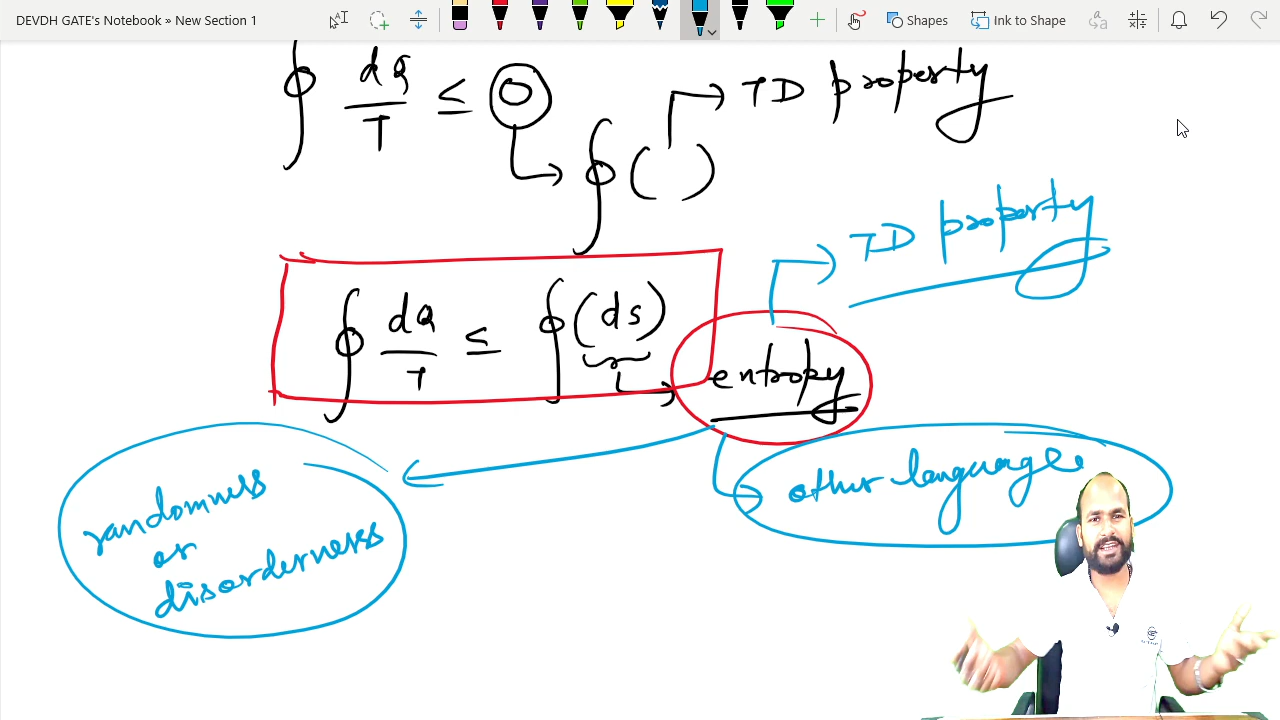 DEVDH GATE's Notebook » New Section 1
Shapes
Ink to Shape
∮ dQ/T ≤ 0
TD property
∮ ( )
TD property
∮ dQ/T ≤ ∮ (ds)
entropy
other language
randomness
or
disorderness